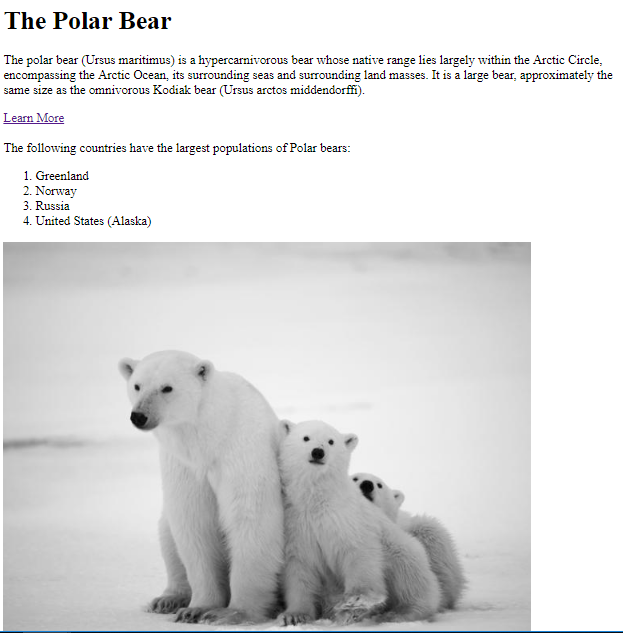 The Polar Bear
The polar bear (Ursus maritimus) is a hypercarnivorous bear whose native range lies largely within the Arctic Circle,
encompassing the Arctic Ocean, its surrounding seas and surrounding land masses. It is a large bear, approximately the
same size as the omnivorous Kodiak bear (Ursus arctos middendorffi).
Learn More
The following countries have the largest populations of Polar bears:
1. Greenland
2. Norway
3. Russia
4. United States (Alaska)